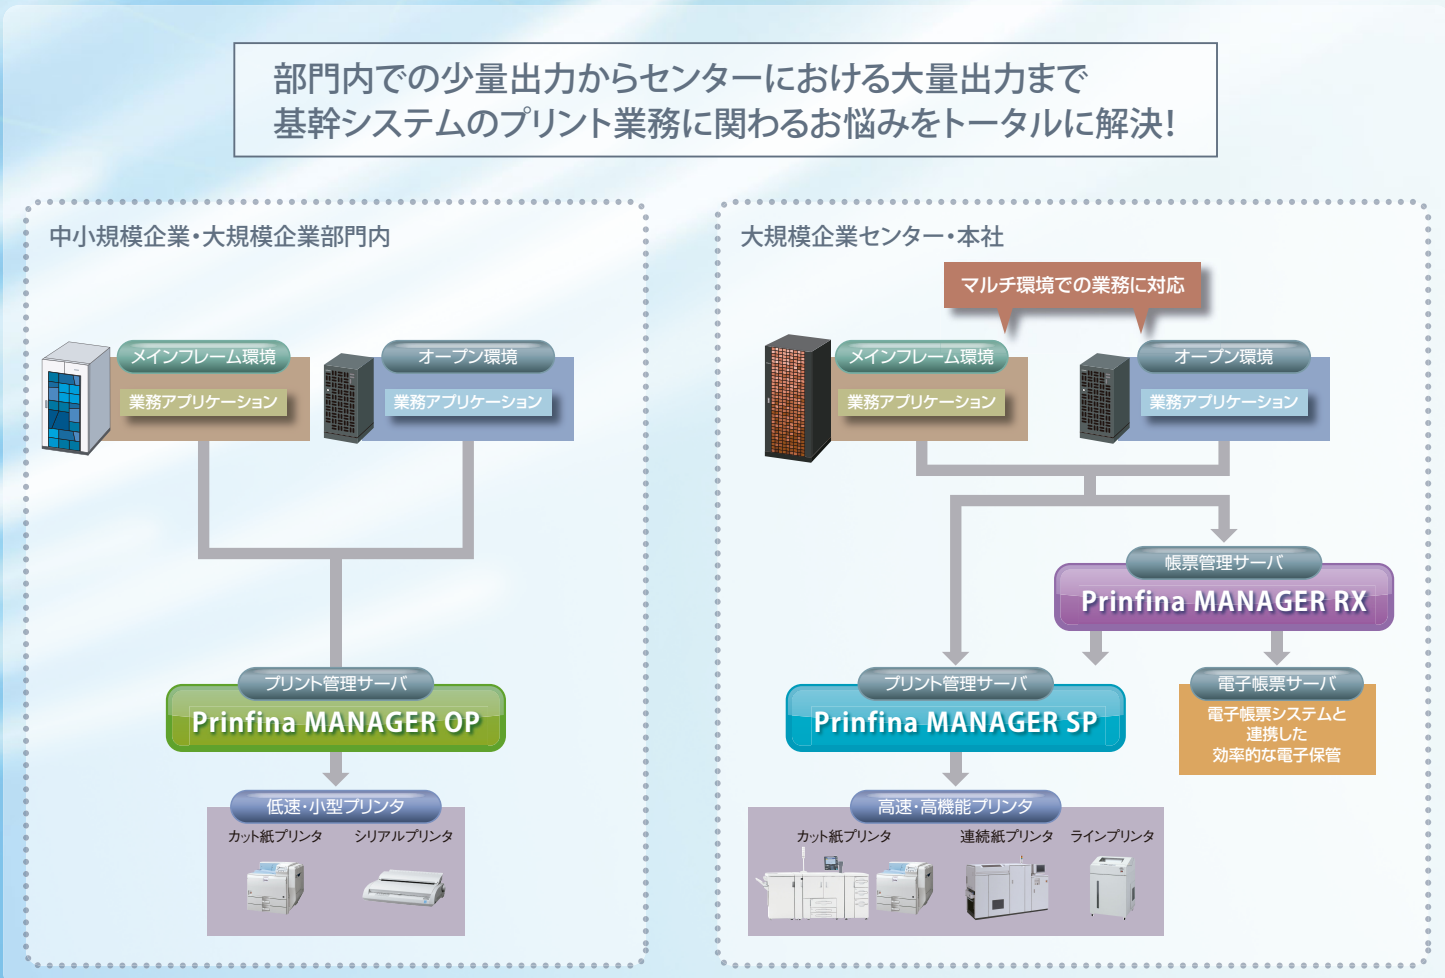 部門内での少量出力からセンターにおける大量出力まで
基幹システムのプリント業務に関わるお悩みをトータルに解決！
中小規模企業・大規模企業部門内
メインフレーム環境
オープン環境
業務アプリケーション
業務アプリケーション
プリント管理サーバ
Prinfina MANAGER OP
低速・小型プリンタ
カット紙プリンタ
シリアルプリンタ
大規模企業センター・本社
マルチ環境での業務に対応
メインフレーム環境
オープン環境
業務アプリケーション
業務アプリケーション
帳票管理サーバ
Prinfina MANAGER RX
プリント管理サーバ
Prinfina MANAGER SP
電子帳票サーバ
電子帳票システムと
連携した
効率的な電子保管
高速・高機能プリンタ
カット紙プリンタ
連続紙プリンタ
ラインプリンタ